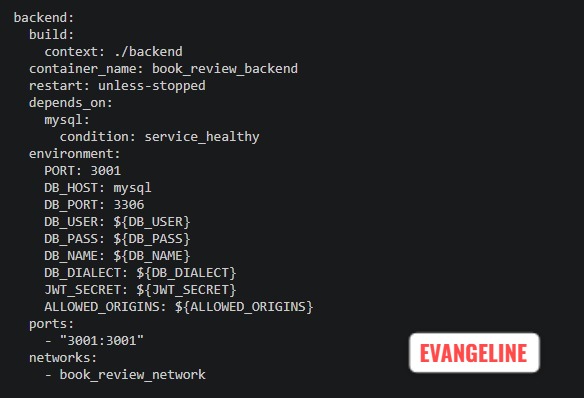 backend:
  build:
    context: ./backend
  container_name: book_review_backend
  restart: unless-stopped
  depends_on:
    mysql:
      condition: service_healthy
  environment:
    PORT: 3001
    DB_HOST: mysql
    DB_PORT: 3306
    DB_USER: ${DB_USER}
    DB_PASS: ${DB_PASS}
    DB_NAME: ${DB_NAME}
    DB_DIALECT: ${DB_DIALECT}
    JWT_SECRET: ${JWT_SECRET}
    ALLOWED_ORIGINS: ${ALLOWED_ORIGINS}
  ports:
    - "3001:3001"
  networks:
    - book_review_network
EVANGELINE